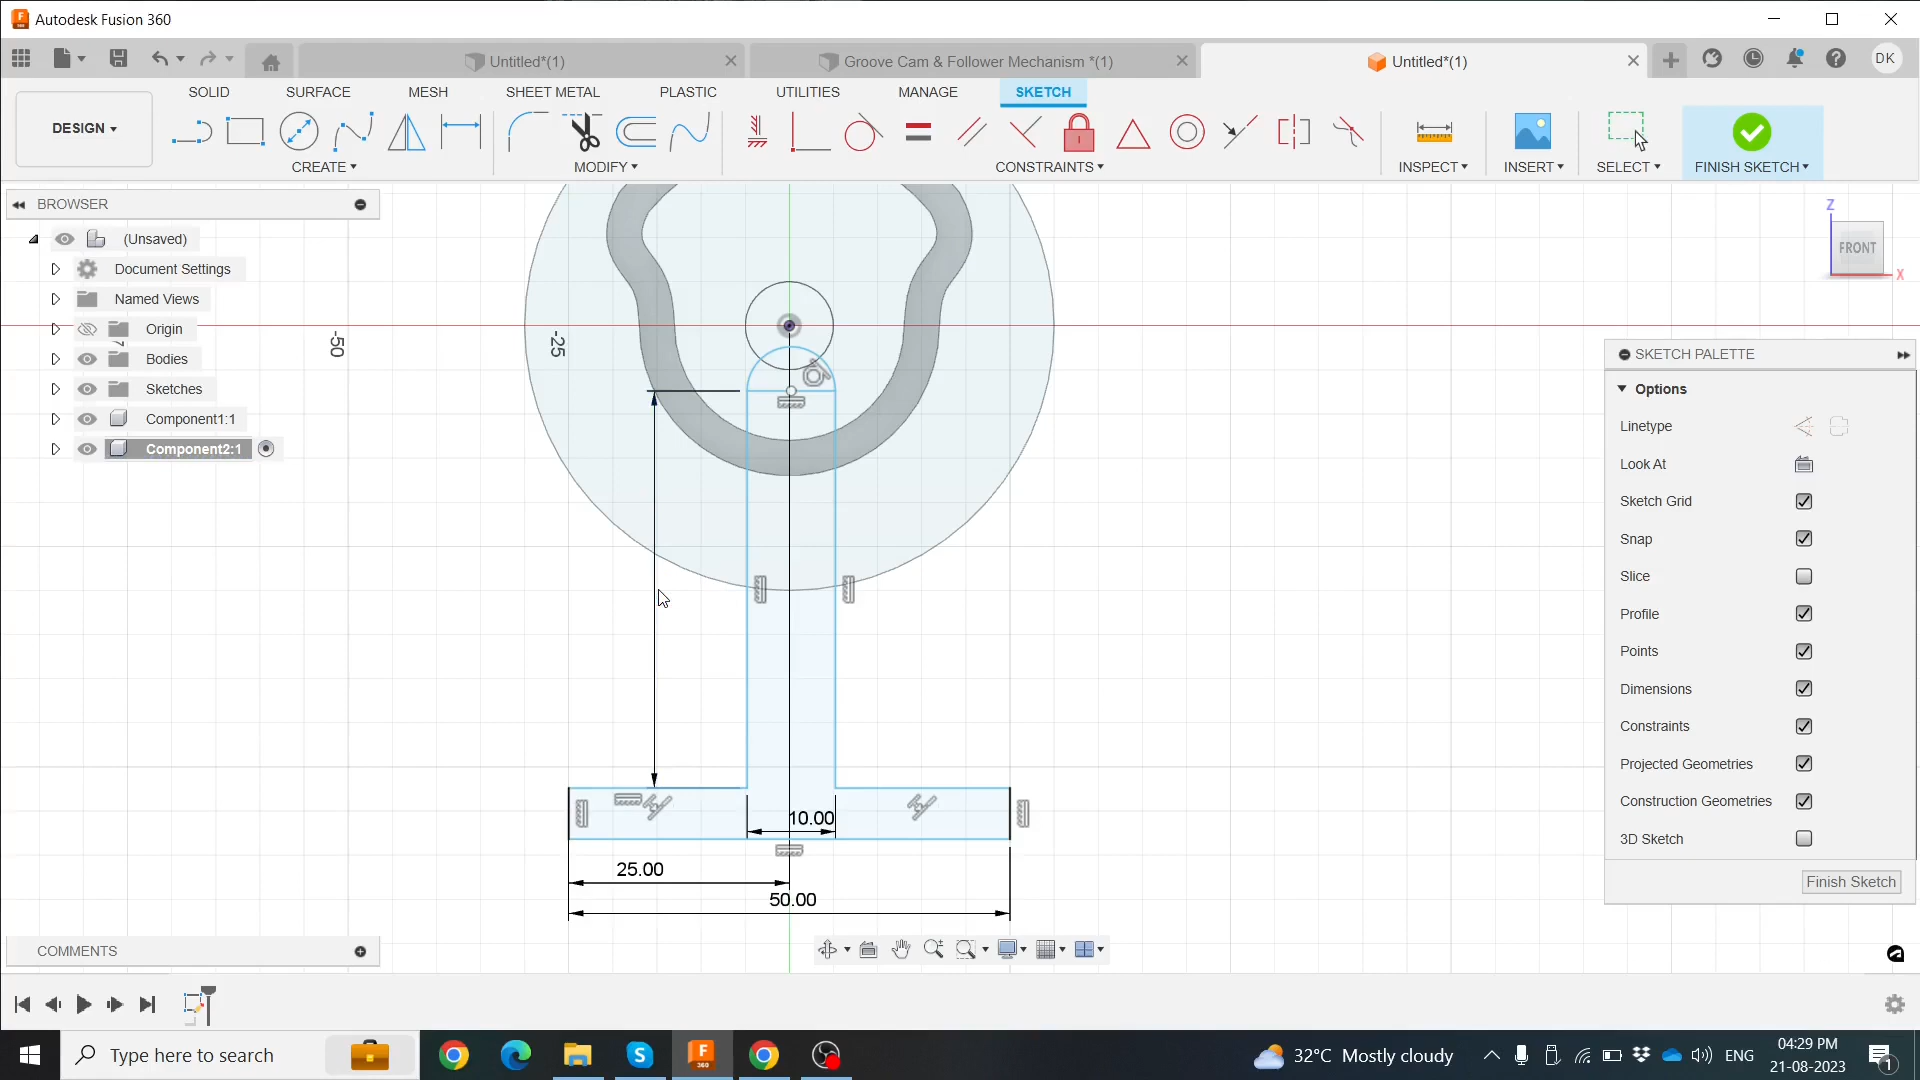 Autodesk Fusion 360
Untitled*(1)
Groove Cam & Follower Mechanism *(1)
Untitled*(1)
DK
DESIGN
SOLID
SURFACE
MESH
SHEET METAL
PLASTIC
UTILITIES
MANAGE
SKETCH
CREATE
MODIFY
CONSTRAINTS
INSPECT
INSERT
SELECT
FINISH SKETCH
BROWSER
(Unsaved)
Document Settings
Named Views
Origin
Bodies
Sketches
Component1:1
Component2:1
-50
-25
10.00
25.00
50.00
Z
FRONT
X
SKETCH PALETTE
Options
Linetype
Look At
Sketch Grid
Snap
Slice
Profile
Points
Dimensions
Constraints
Projected Geometries
Construction Geometries
3D Sketch
Finish Sketch
COMMENTS
Type here to search
32°C Mostly cloudy
ENG
04:29 PM
21-08-2023
1